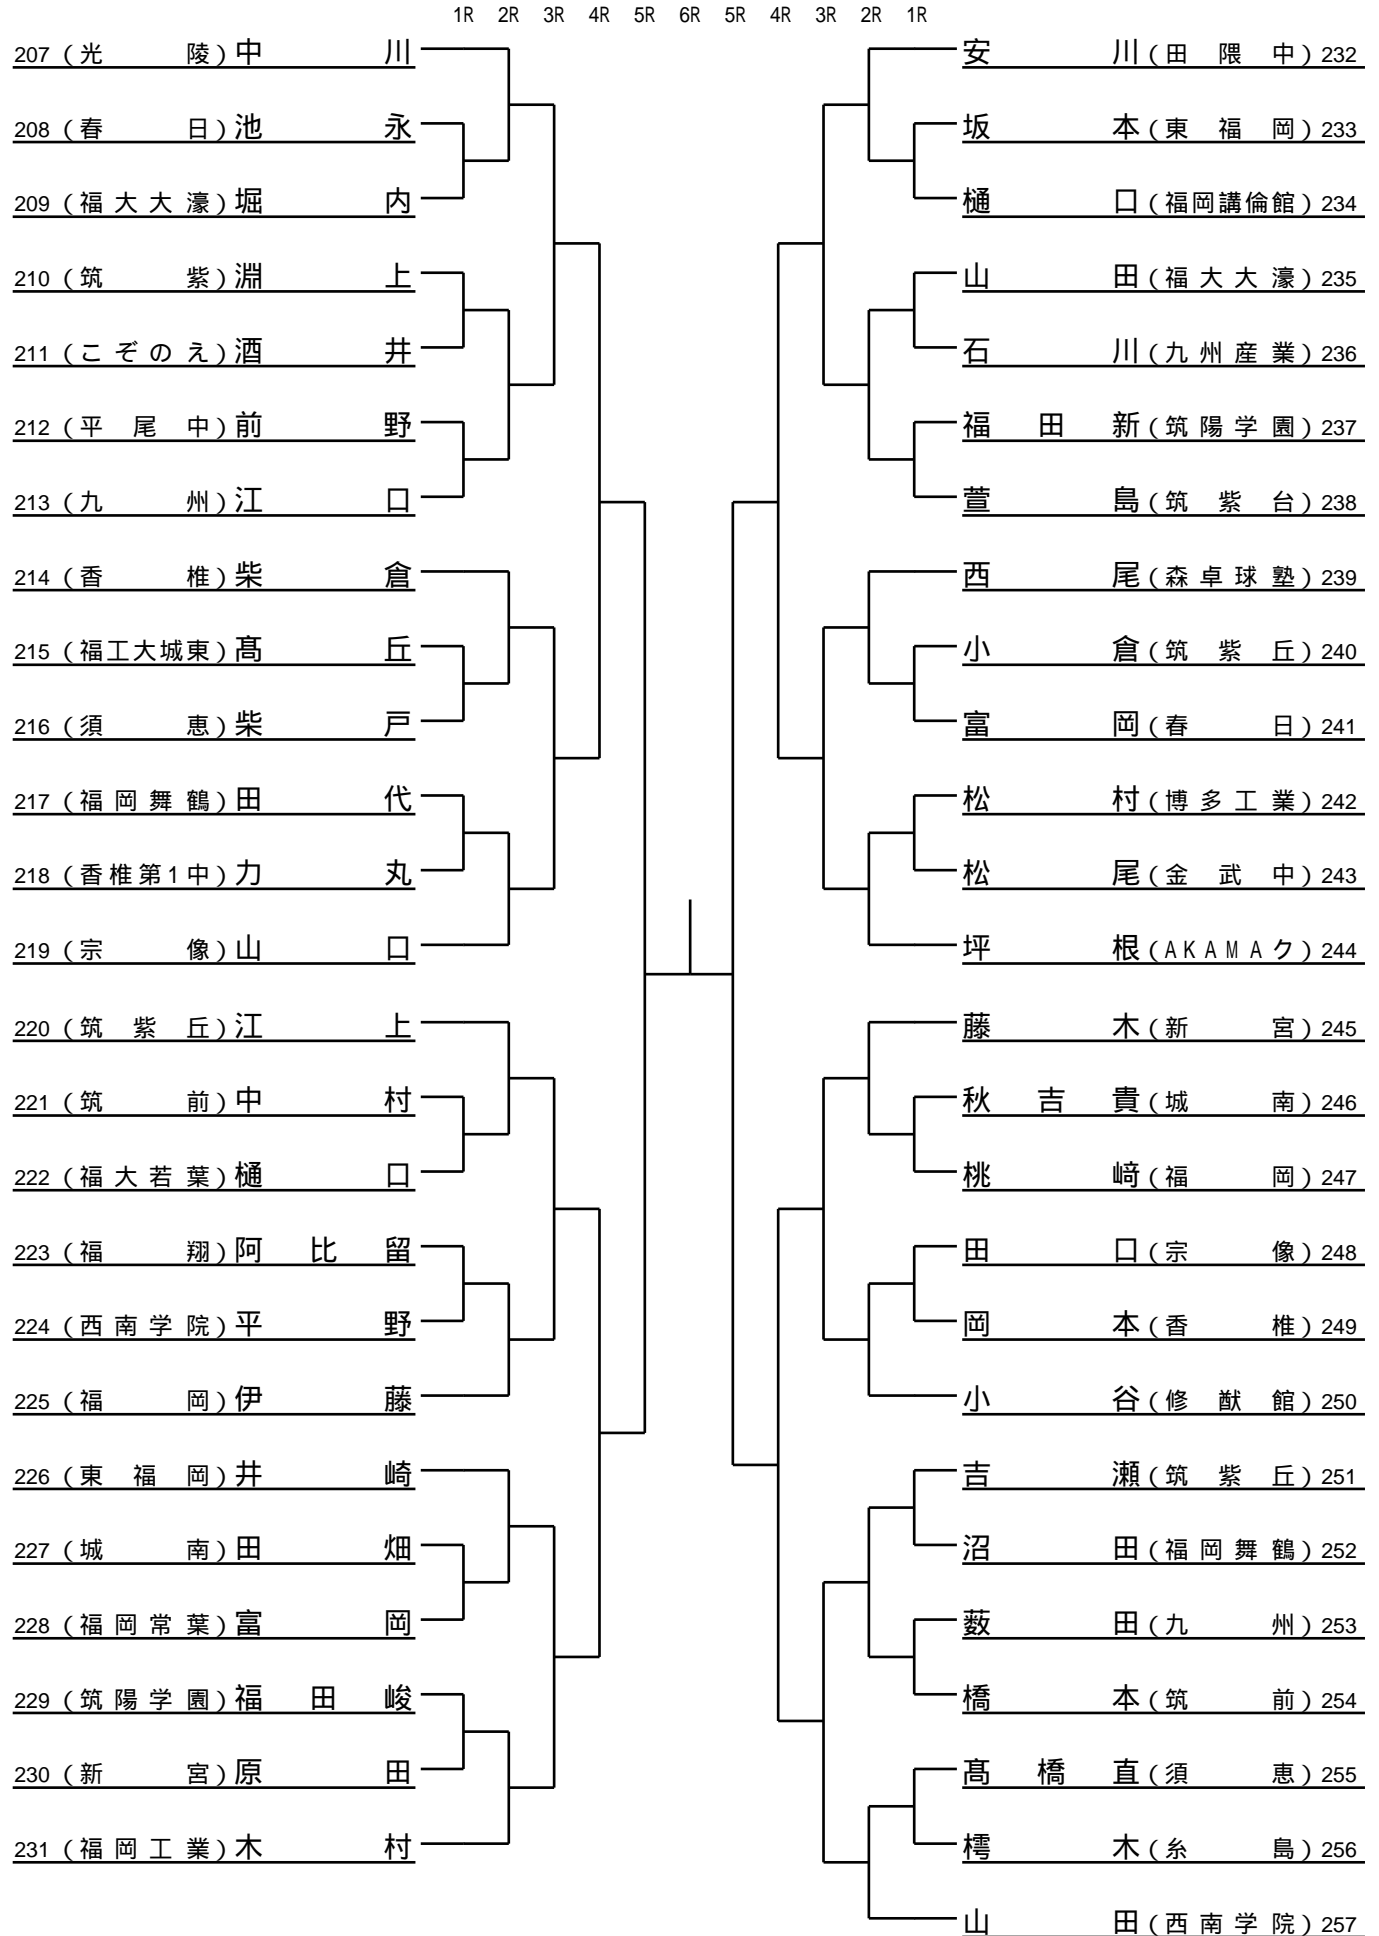 1R 2R 3R 4R 5R 6R 5R 4R 3R 2R 1R
207 (光陵) 中川
208 (春日) 池永
209 (福大大濠) 堀内
210 (筑紫) 淵上
211 (こぞのえ) 酒井
212 (平尾中) 前野
213 (九州) 江口
214 (香椎) 柴倉
215 (福工大城東) 髙丘
216 (須恵) 柴戸
217 (福岡舞鶴) 田代
218 (香椎第1中) 力丸
219 (宗像) 山口
220 (筑紫丘) 江上
221 (筑前) 中村
222 (福大若葉) 樋口
223 (福翔) 阿比留
224 (西南学院) 平野
225 (福岡) 伊藤
226 (東福岡) 井崎
227 (城南) 田畑
228 (福岡常葉) 富岡
229 (筑陽学園) 福田峻
230 (新宮) 原田
231 (福岡工業) 木村
安川 (田隈中) 232
坂本 (東福岡) 233
樋口 (福岡講倫館) 234
山田 (福大大濠) 235
石川 (九州産業) 236
福田新 (筑陽学園) 237
萱島 (筑紫台) 238
西尾 (森卓球塾) 239
小倉 (筑紫丘) 240
富岡 (春日) 241
松村 (博多工業) 242
松尾 (金武中) 243
坪根 (AKAMAク) 244
藤木 (新宮) 245
秋吉貴 (城南) 246
桃﨑 (福岡) 247
田口 (宗像) 248
岡本 (香椎) 249
小谷 (修猷館) 250
吉瀬 (筑紫丘) 251
沼田 (福岡舞鶴) 252
薮田 (九州) 253
橋本 (筑前) 254
髙橋直 (須恵) 255
樗木 (糸島) 256
山田 (西南学院) 257